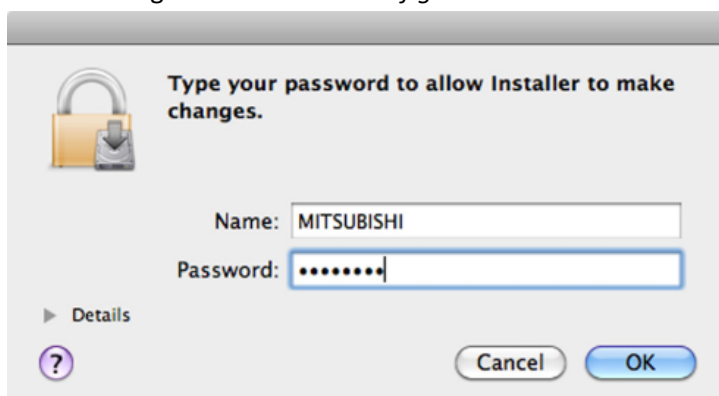 Type your password to allow Installer to make
changes.
Name: MITSUBISHI
Password: ••••••••
Details
?
Cancel OK